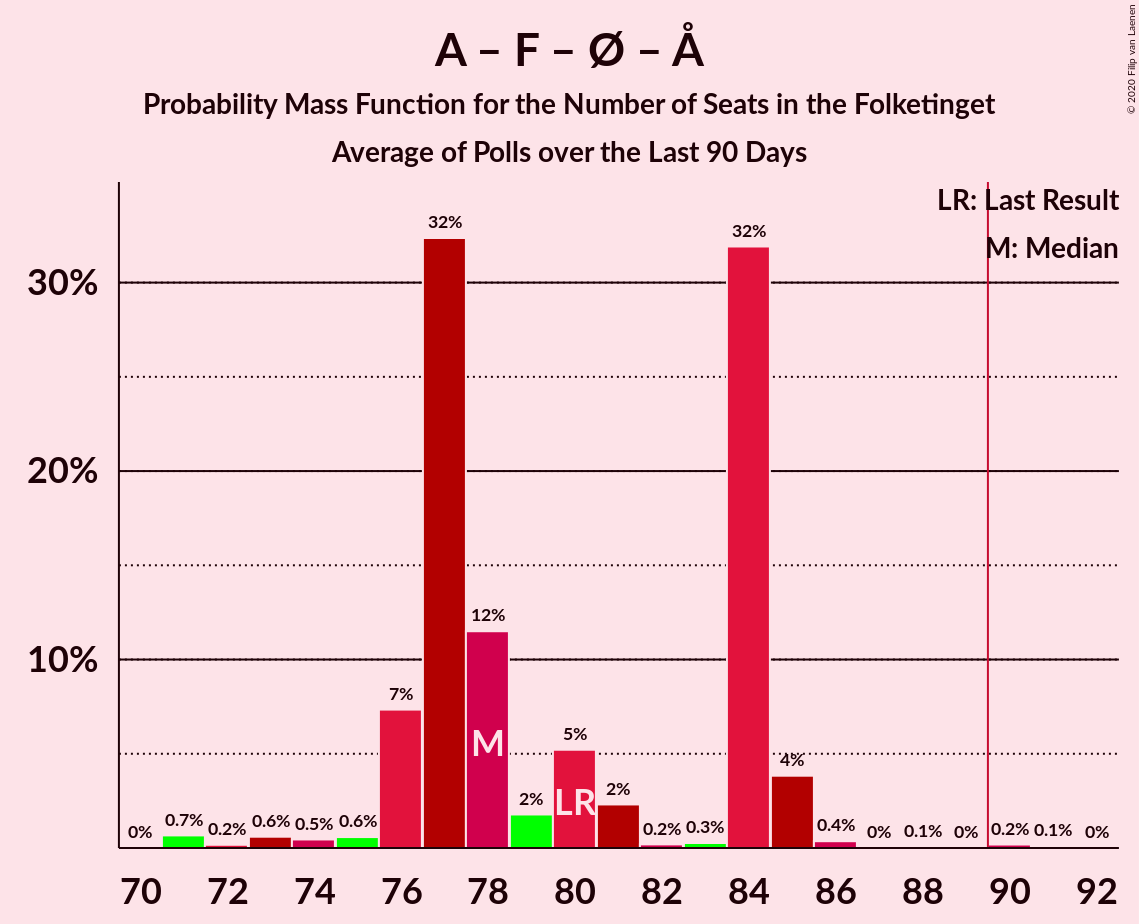 A – F – Ø – Å
Probability Mass Function for the Number of Seats in the Folketinget
Average of Polls over the Last 90 Days
© 2020 Filip van Laenen
LR: Last Result
M: Median
30%
20%
10%
0%
0.7%
0.2%
0.6%
0.5%
0.6%
7%
32%
12%
2%
5%
2%
0.2%
0.3%
32%
4%
0.4%
0%
0.1%
0%
0.2%
0.1%
0%
M
LR
70 72 74 76 78 80 82 84 86 88 90 92